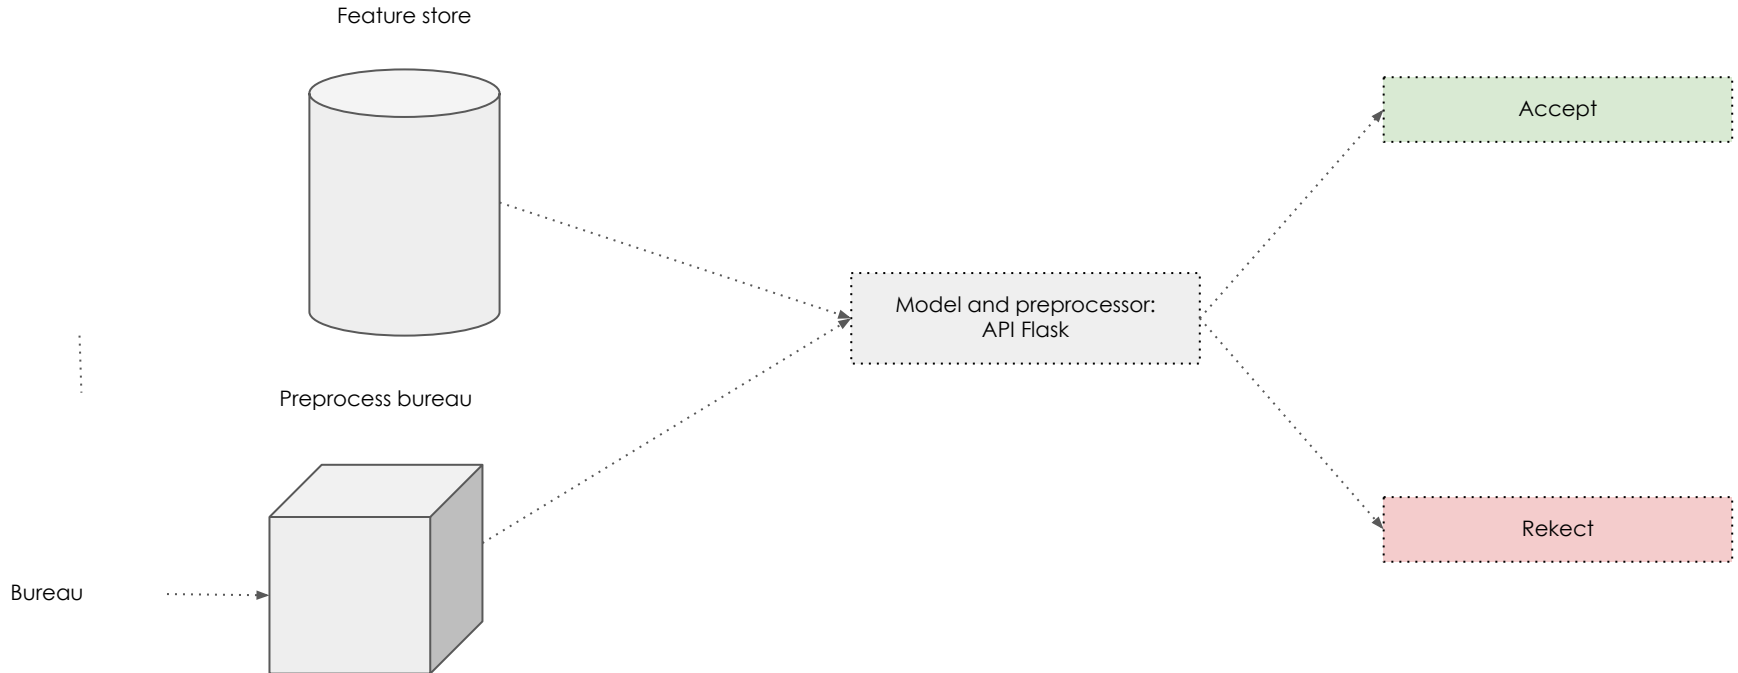 Feature store
Accept
Model and preprocessor:
API Flask
Preprocess bureau
Rekect
Bureau